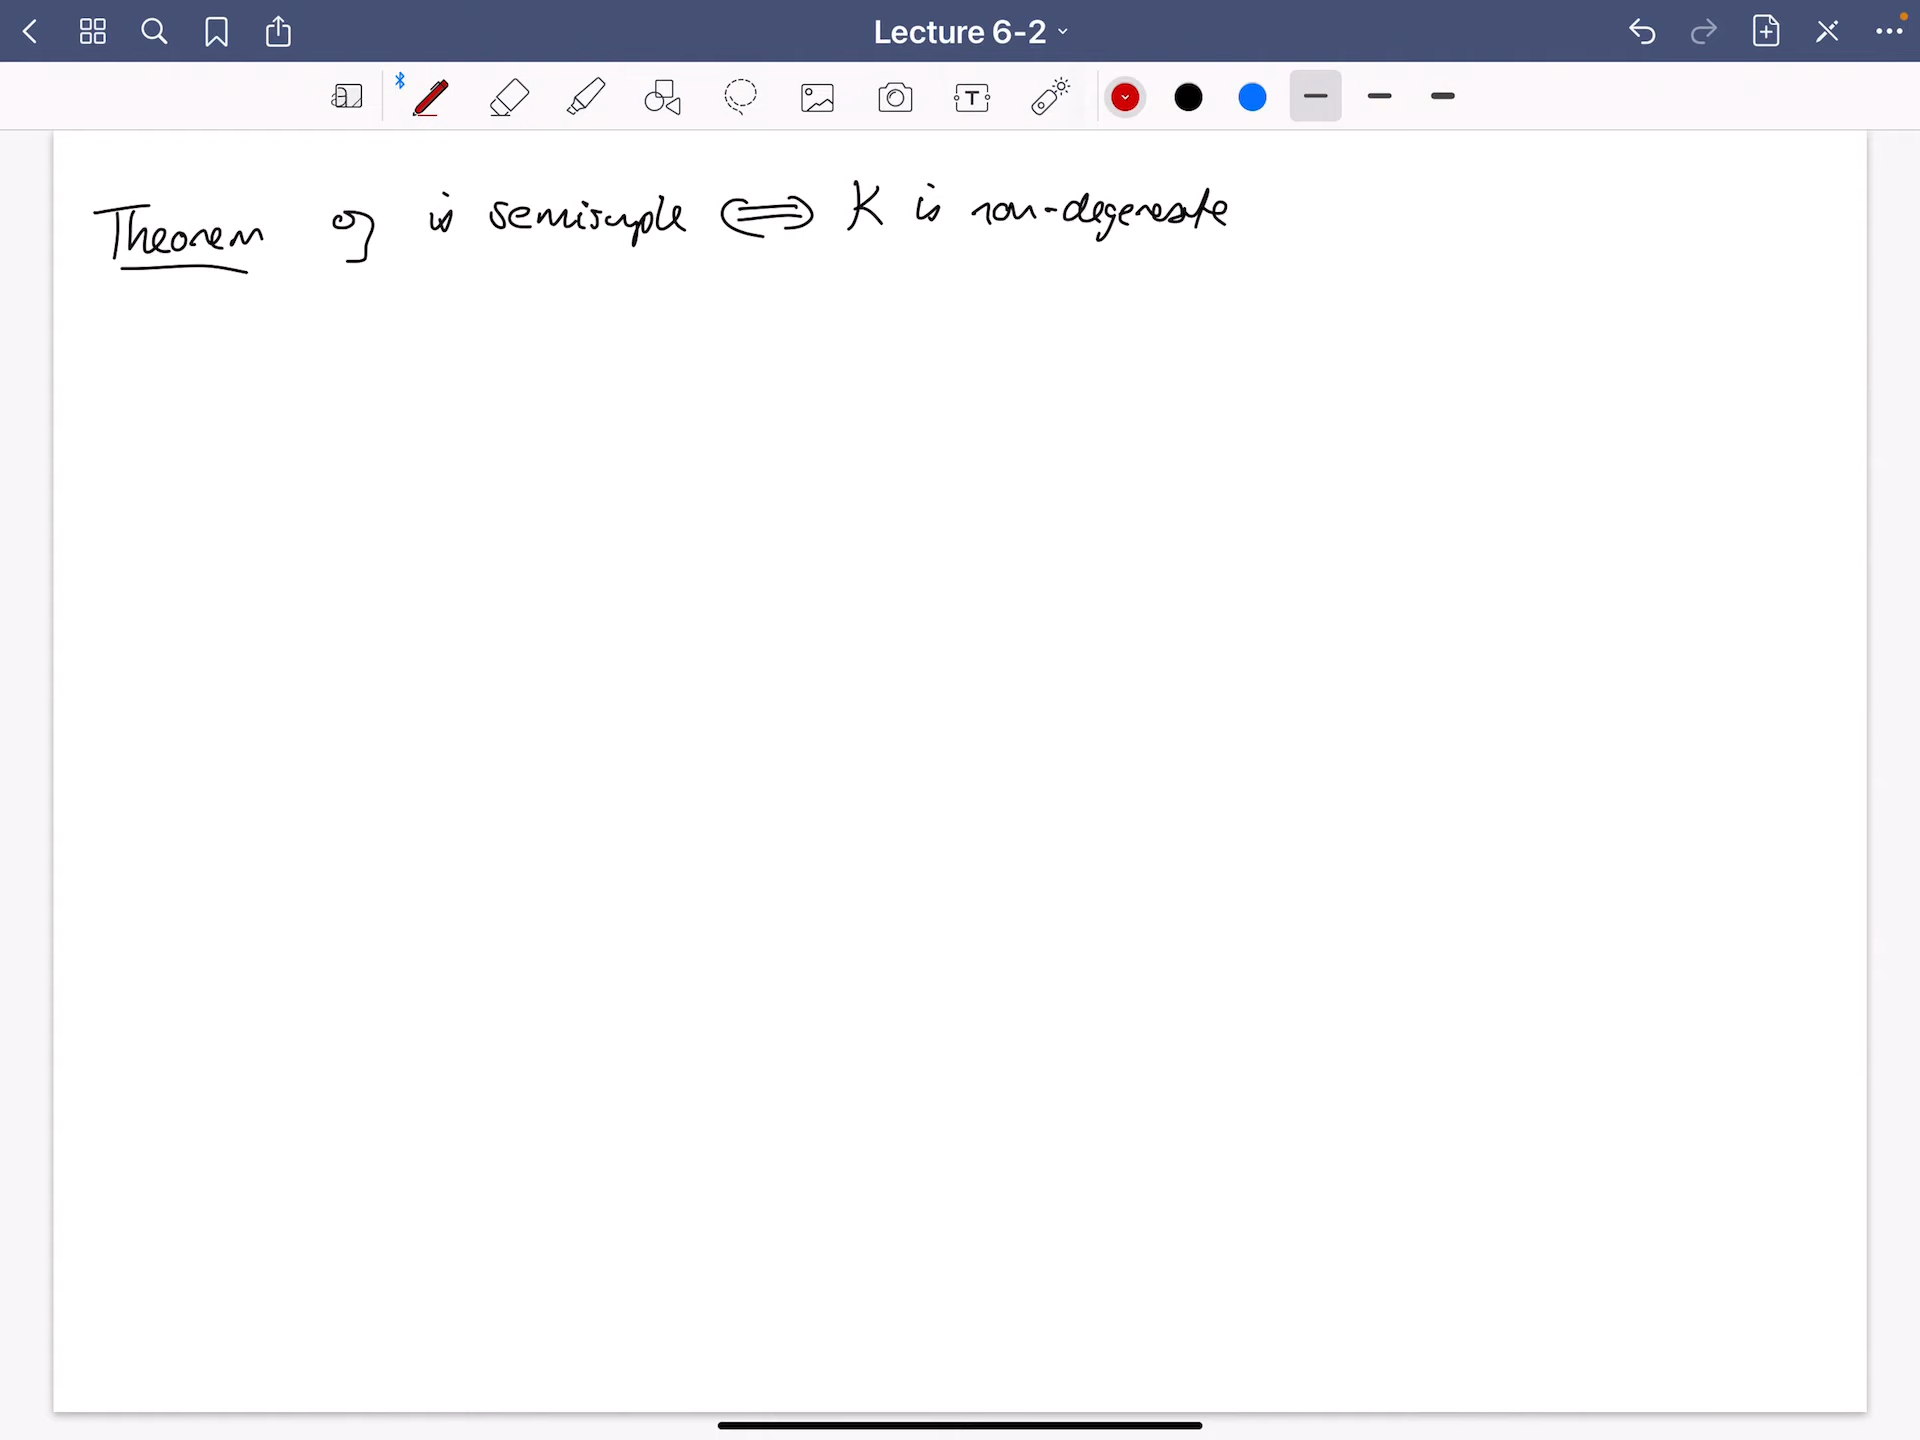 Lecture 6-2
Theorem 𝔤 is semisimple ⟺ K is non-degenerate